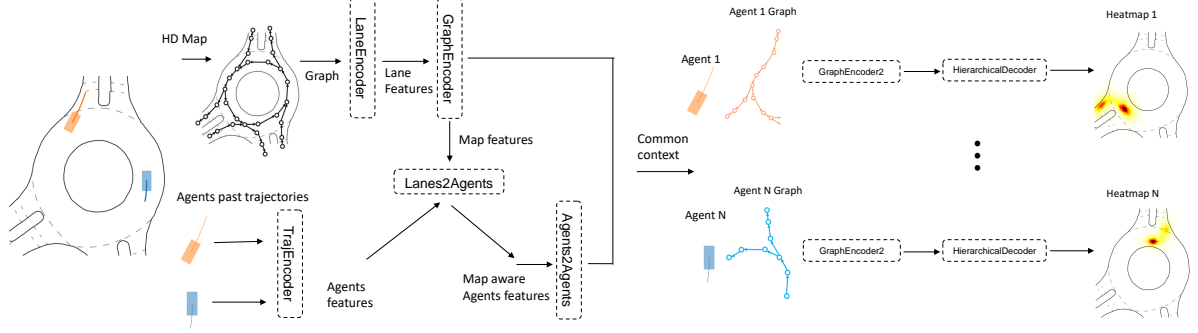 HD Map
Graph
LaneEncoder
Lane
Features
GraphEncoder
Map features
Lanes2Agents
Agents past trajectories
TrajEncoder
Agents
features
Map aware
Agents features
Agents2Agents
Common
context
Agent 1 Graph
Agent 1
GraphEncoder2
HierarchicalDecoder
Heatmap 1
Agent N Graph
Agent N
GraphEncoder2
HierarchicalDecoder
Heatmap N